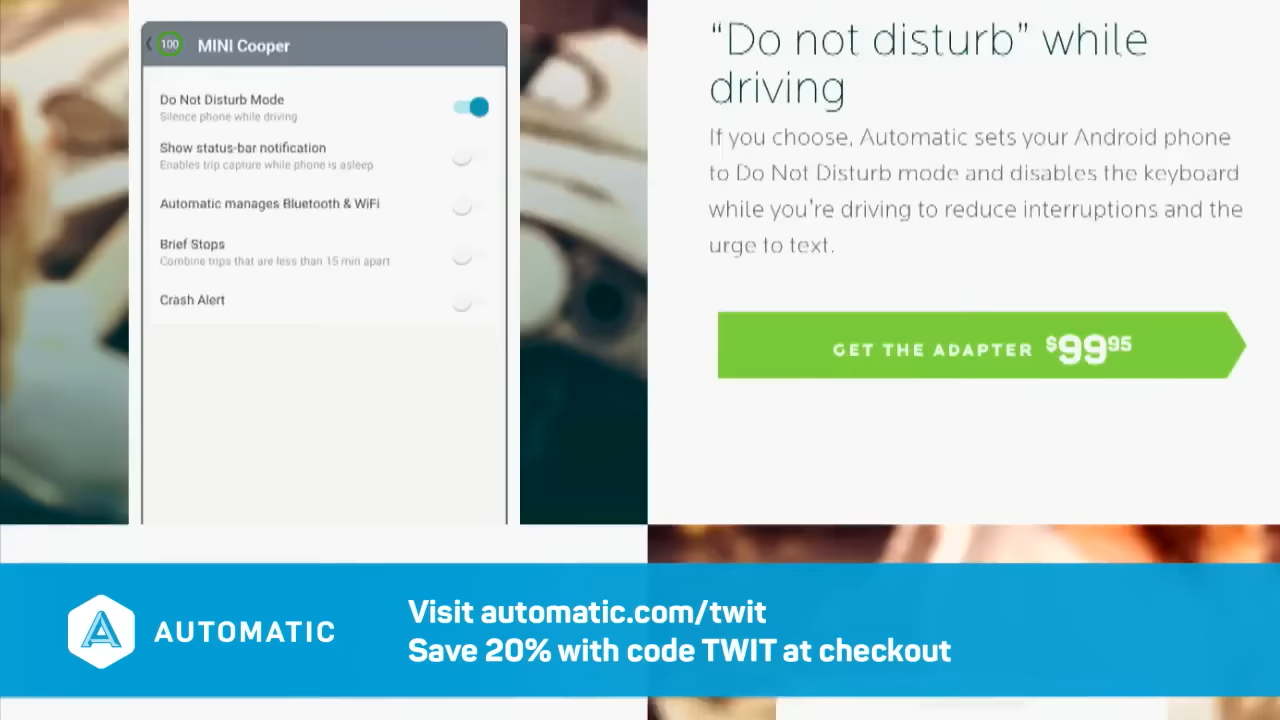 100 MINI Cooper
Do Not Disturb Mode
Silence phone while driving
Show status-bar notification
Enables trip capture while phone is asleep
Automatic manages Bluetooth & WiFi
Brief Stops
Combine trips that are less than 15 min apart
Crash Alert
“Do not disturb” while
driving
If you choose, Automatic sets your Android phone
to Do Not Disturb mode and disables the keyboard
while you're driving to reduce interruptions and the
urge to text.
GET THE ADAPTER $9995
A AUTOMATIC
Visit automatic.com/twit
Save 20% with code TWIT at checkout